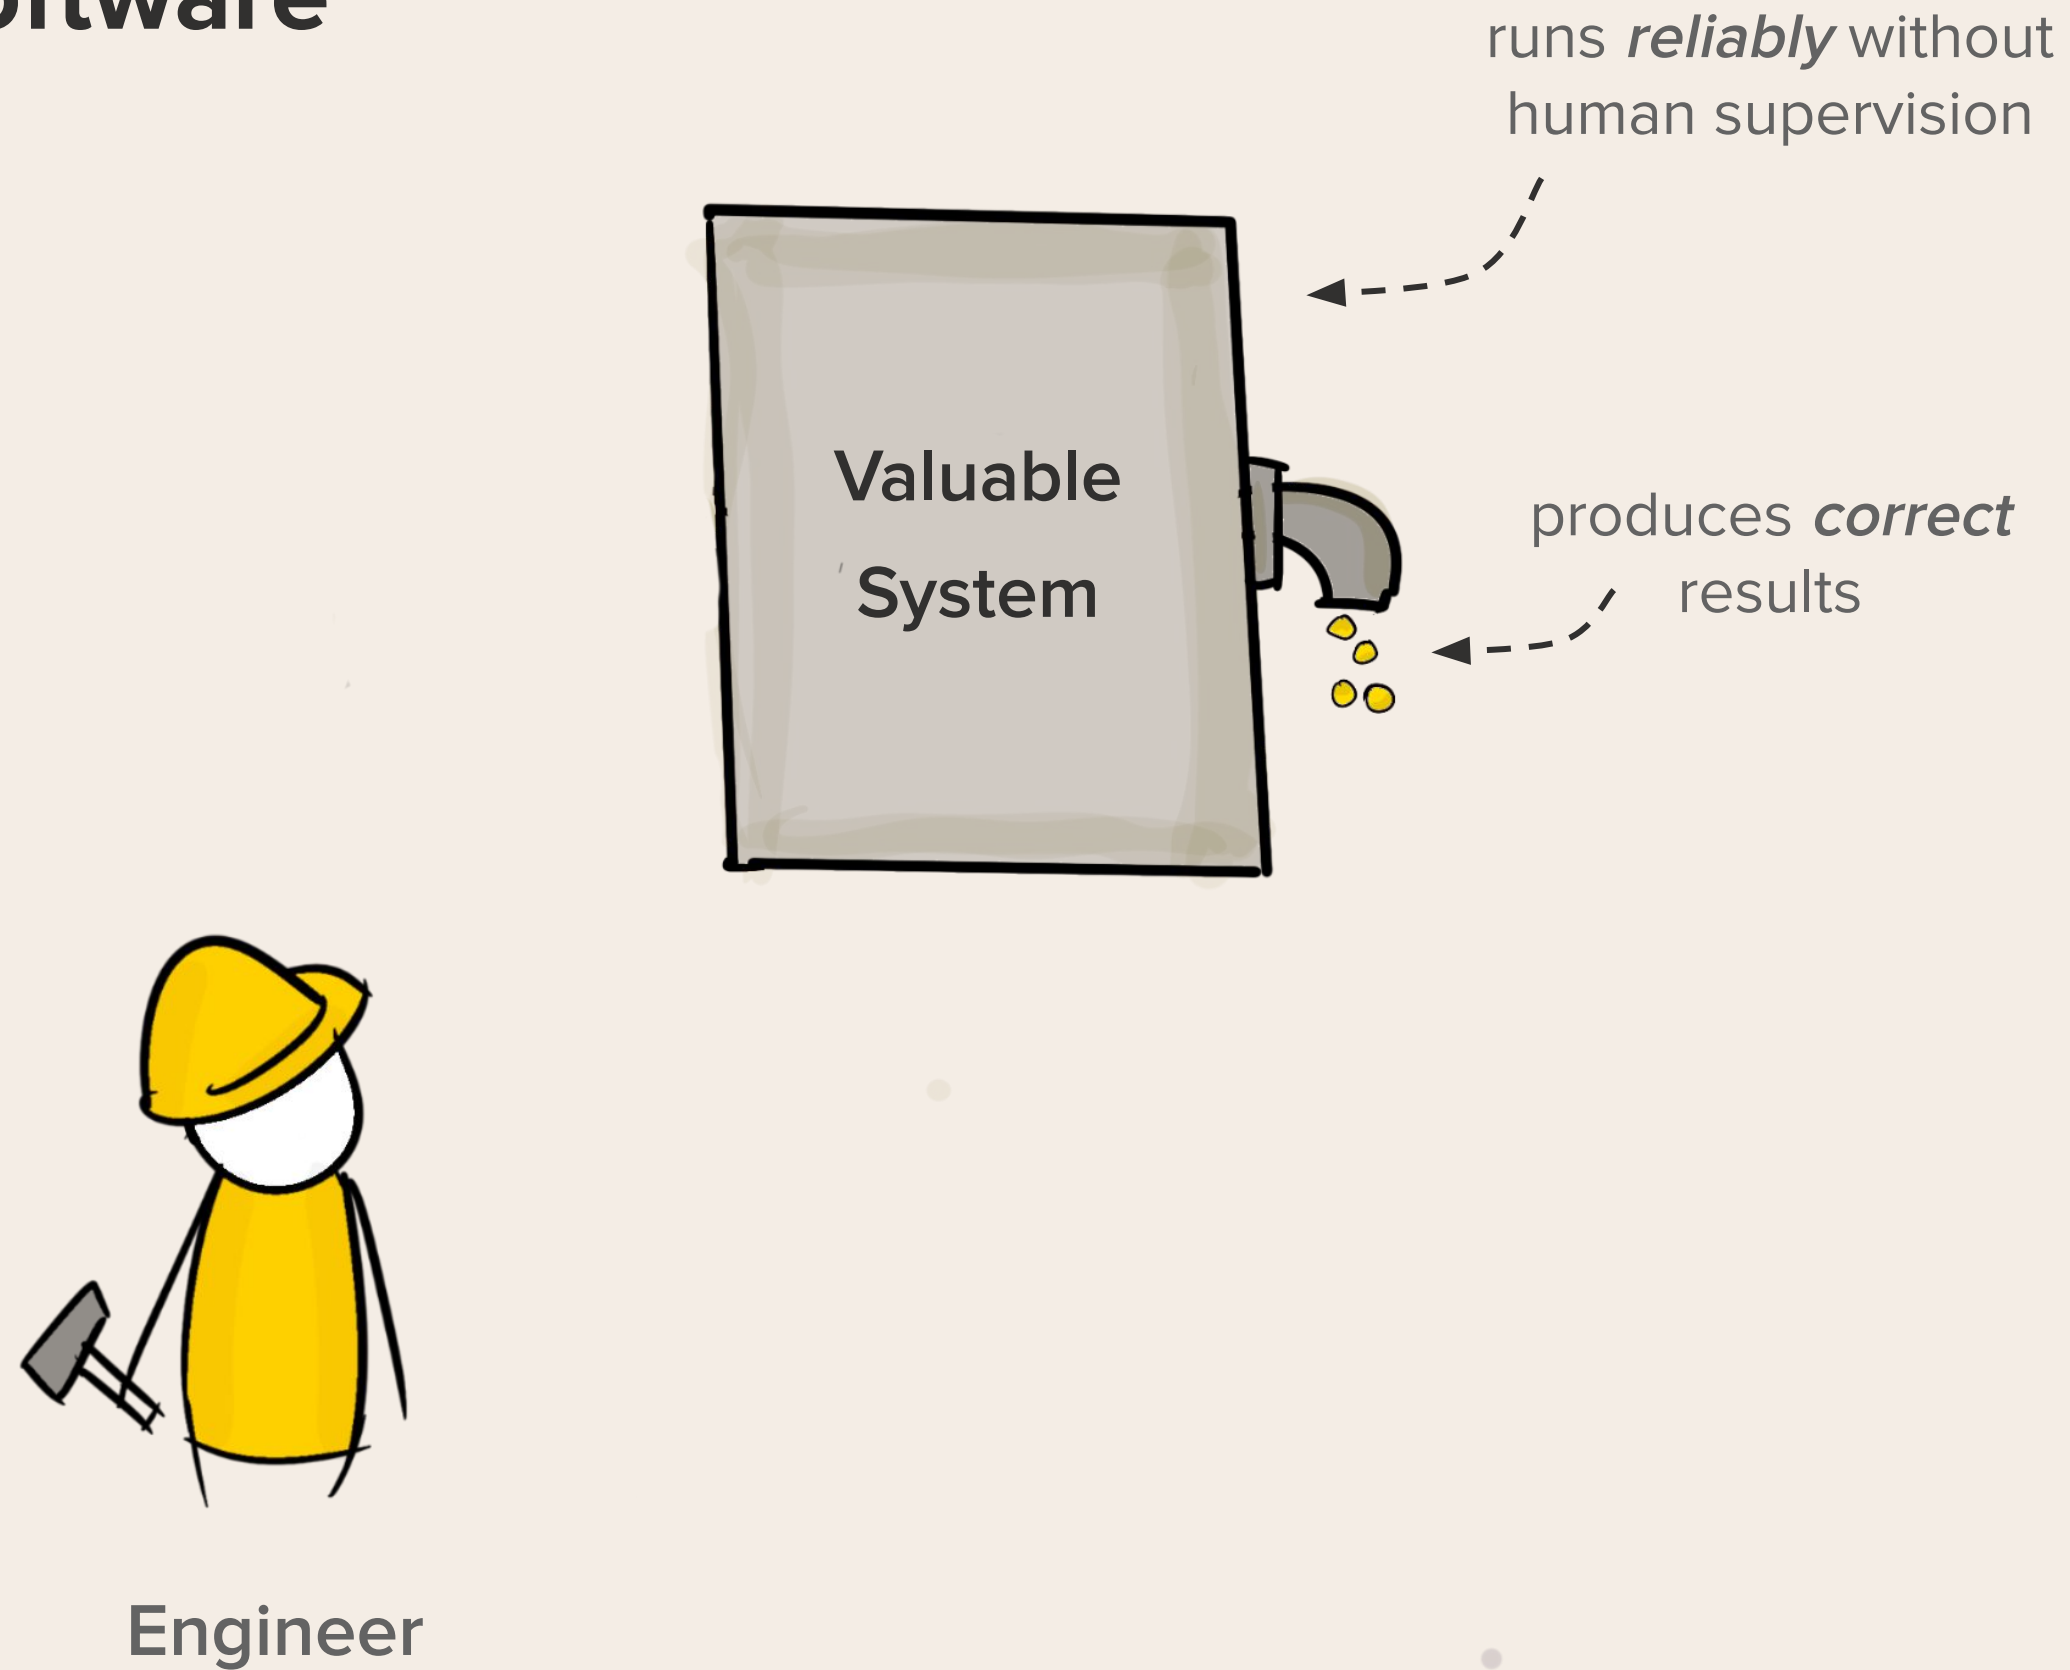 runs reliably without
human supervision
Valuable
System
produces correct
results
Engineer